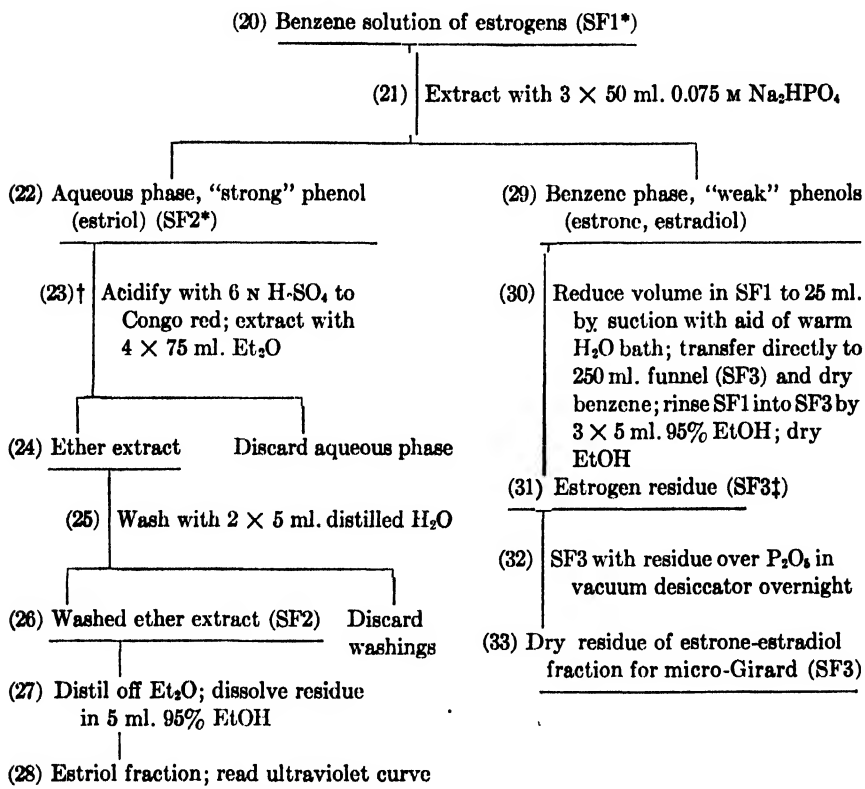 (20) Benzene solution of estrogens (SF1*)
(21) Extract with 3 × 50 ml. 0.075 M Na₂HPO₄
(22) Aqueous phase, “strong” phenol
(estriol) (SF2*)
(23)† Acidify with 6 N H₂SO₄ to
Congo red; extract with
4 × 75 ml. Et₂O
(24) Ether extract
Discard aqueous phase
(25) Wash with 2 × 5 ml. distilled H₂O
(26) Washed ether extract (SF2)
Discard
washings
(27) Distil off Et₂O; dissolve residue
in 5 ml. 95% EtOH
(28) Estriol fraction; read ultraviolet curve
(29) Benzene phase, “weak” phenols
(estrone, estradiol)
(30) Reduce volume in SF1 to 25 ml.
by suction with aid of warm
H₂O bath; transfer directly to
250 ml. funnel (SF3) and dry
benzene; rinse SF1 into SF3 by
3 × 5 ml. 95% EtOH; dry
EtOH
(31) Estrogen residue (SF3‡)
(32) SF3 with residue over P₂O₅ in
vacuum desiccator overnight
(33) Dry residue of estrone-estradiol
fraction for micro-Girard (SF3)